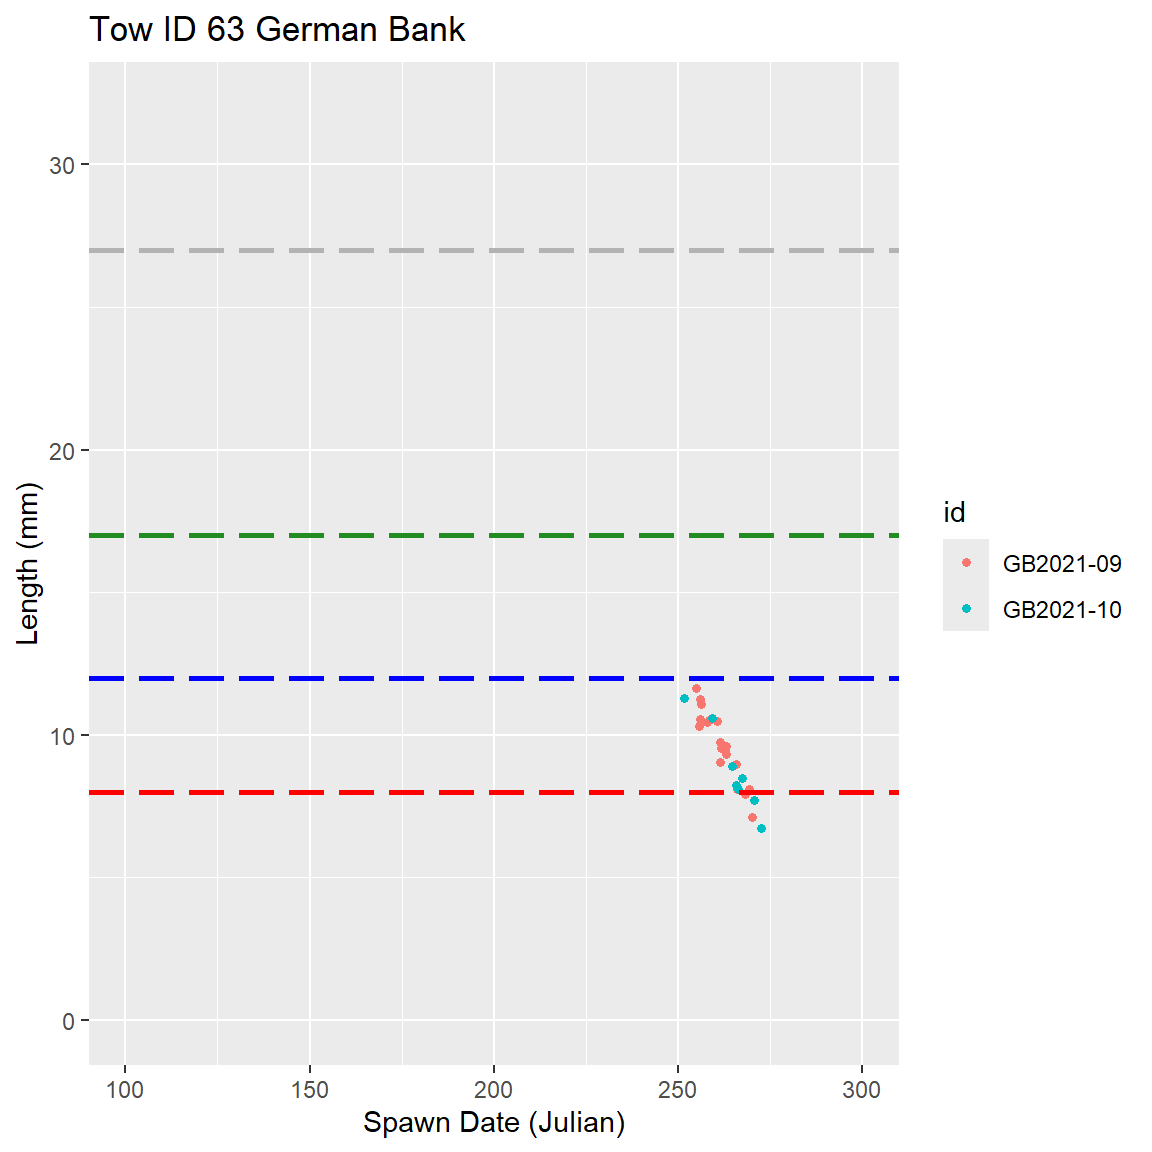 Tow ID 63 German Bank
30
20
10
0
Length (mm)
100 150 200 250 300
Spawn Date (Julian)
id
GB2021-09
GB2021-10